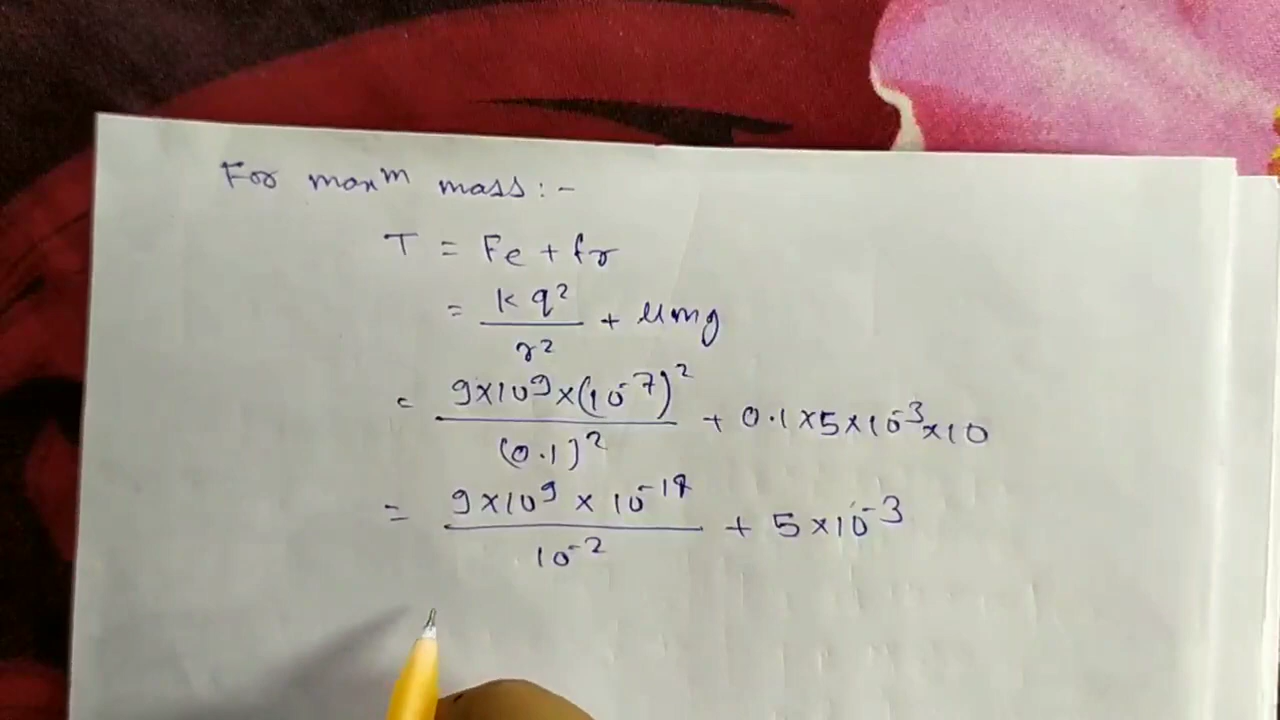 For maxᵐ mass:-
T = Fe + fr
= kq²/r² + μmg
= 9×10⁹×(10⁻⁷)²/(0.1)² + 0.1×5×10⁻³×10
= 9×10⁹×10⁻¹⁴/10⁻² + 5×10⁻³